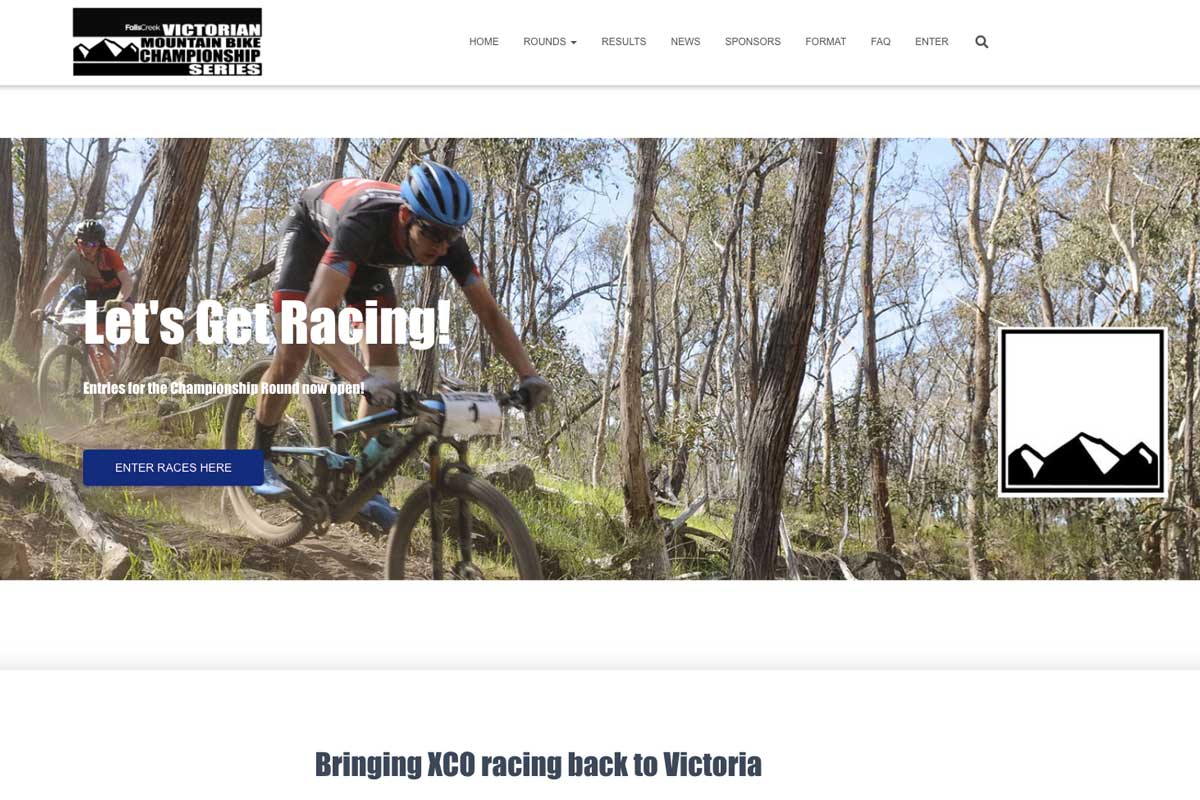 FallsCreek VICTORIAN
MOUNTAIN BIKE
CHAMPIONSHIP
SERIES
HOME ROUNDS RESULTS NEWS SPONSORS FORMAT FAQ ENTER
Let's Get Racing!
Entries for the Championship Round now open!
1
ENTER RACES HERE
Bringing XCO racing back to Victoria